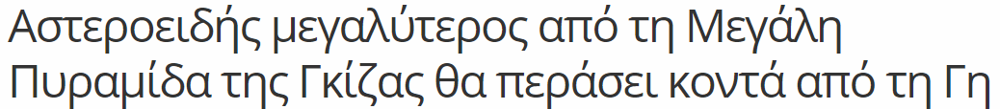 Αστεροειδής μεγαλύτερος από τη Μεγάλη
Πυραμίδα της Γκίζας θα περάσει κοντά από τη Γη